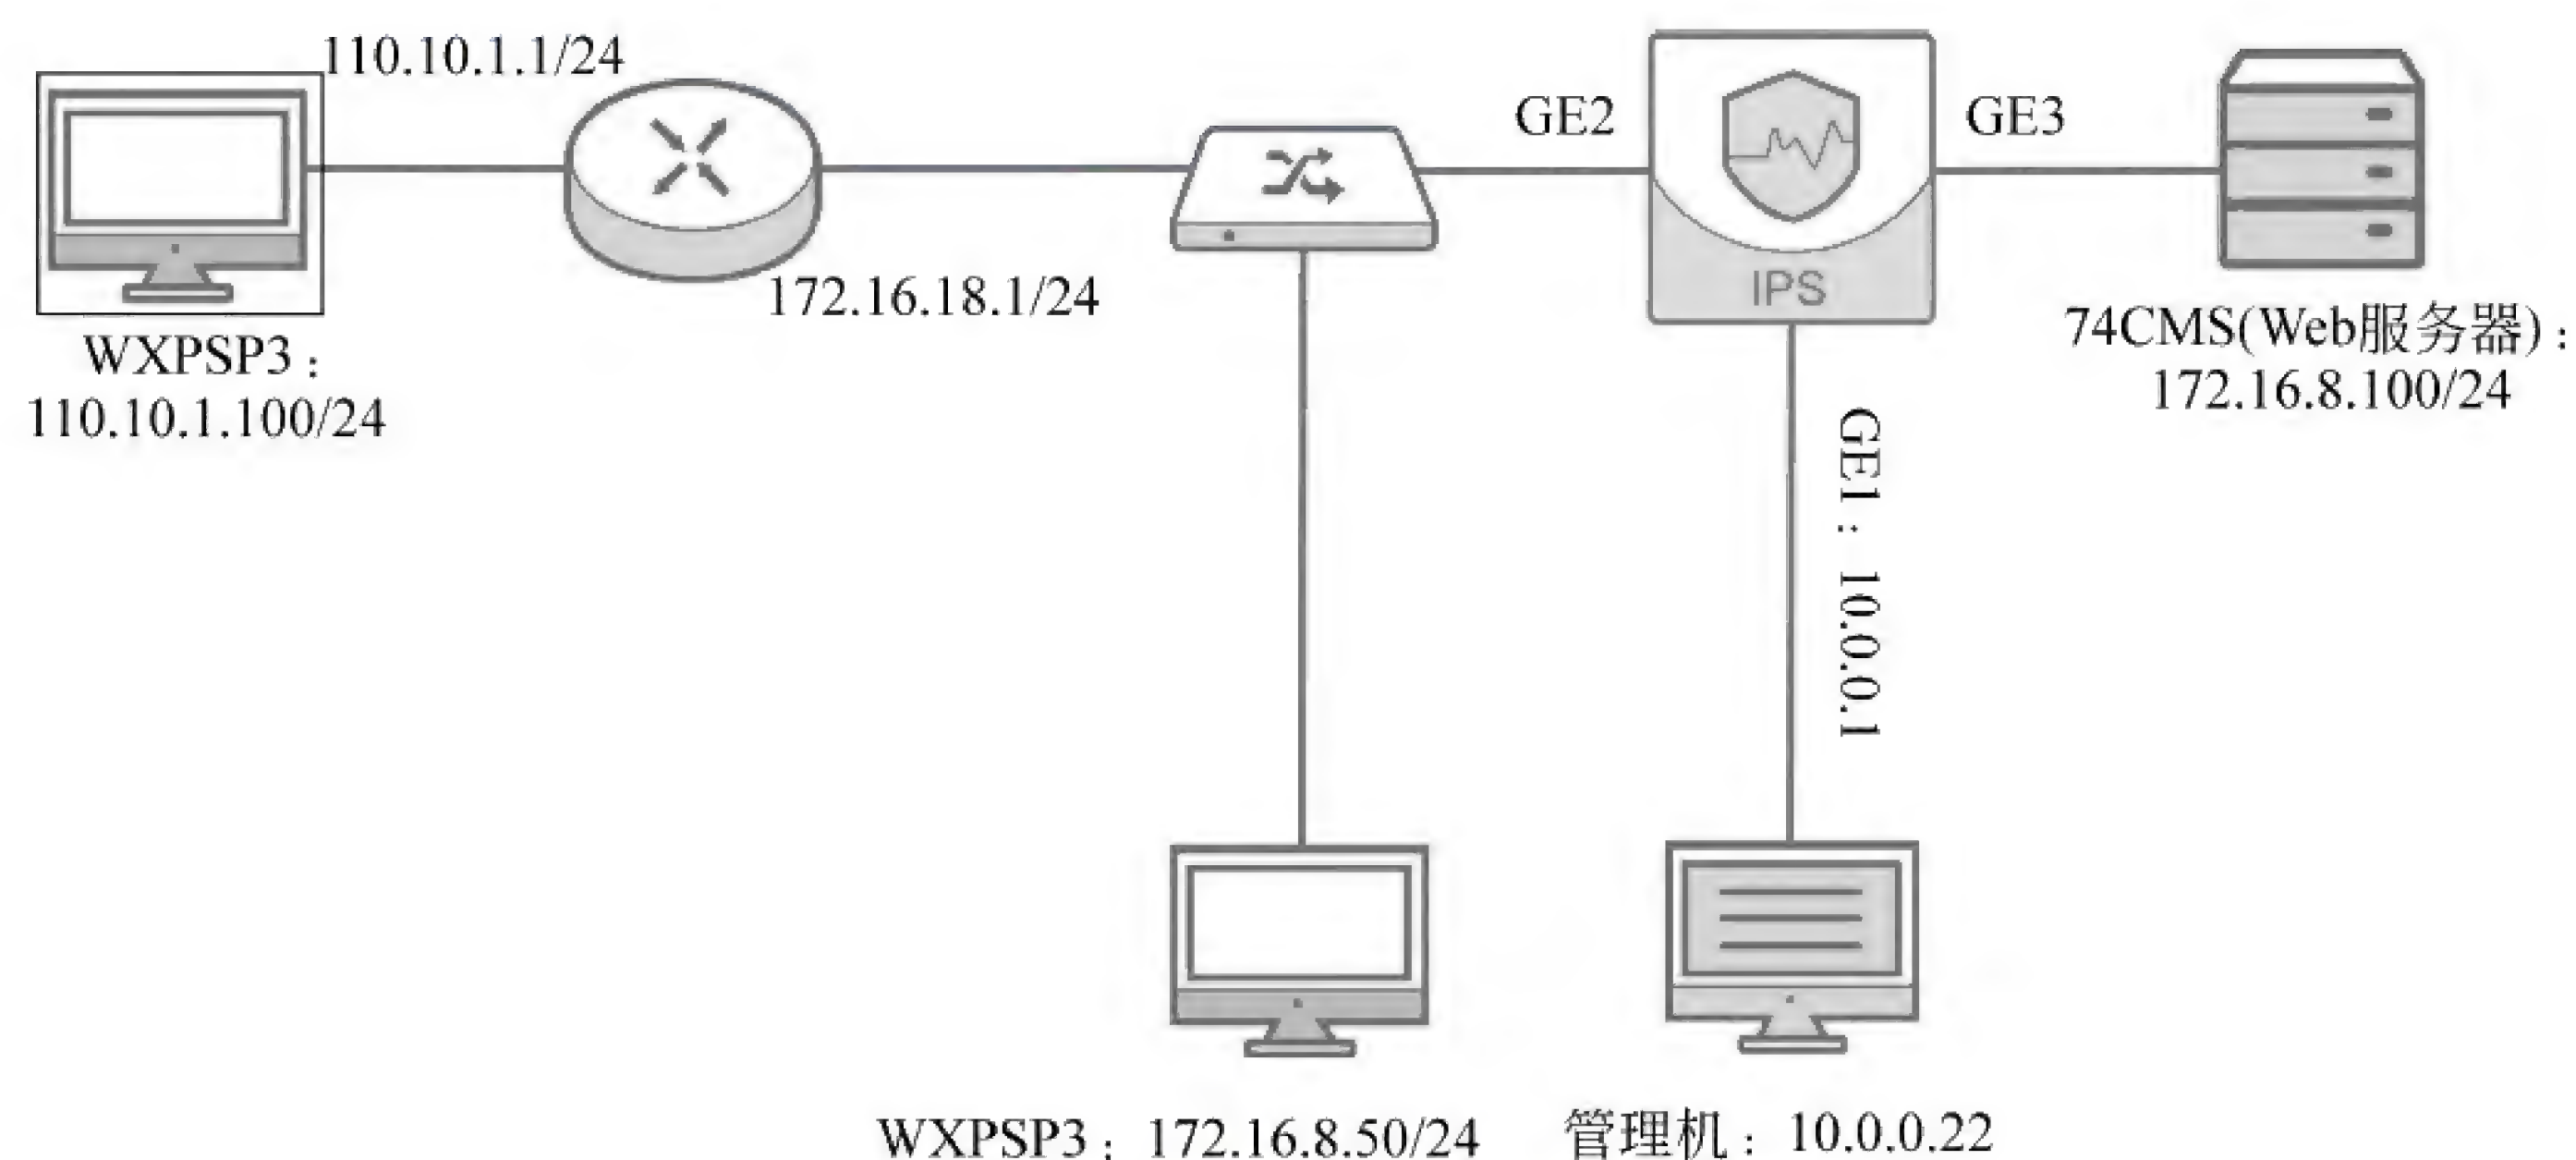 110.10.1.1/24
GE2
GE3
IPS
172.16.18.1/24
WXPSP3：
110.10.1.100/24
74CMS(Web服务器)：
172.16.8.100/24
GE1：10.0.0.1
WXPSP3：172.16.8.50/24
管理机：10.0.0.22